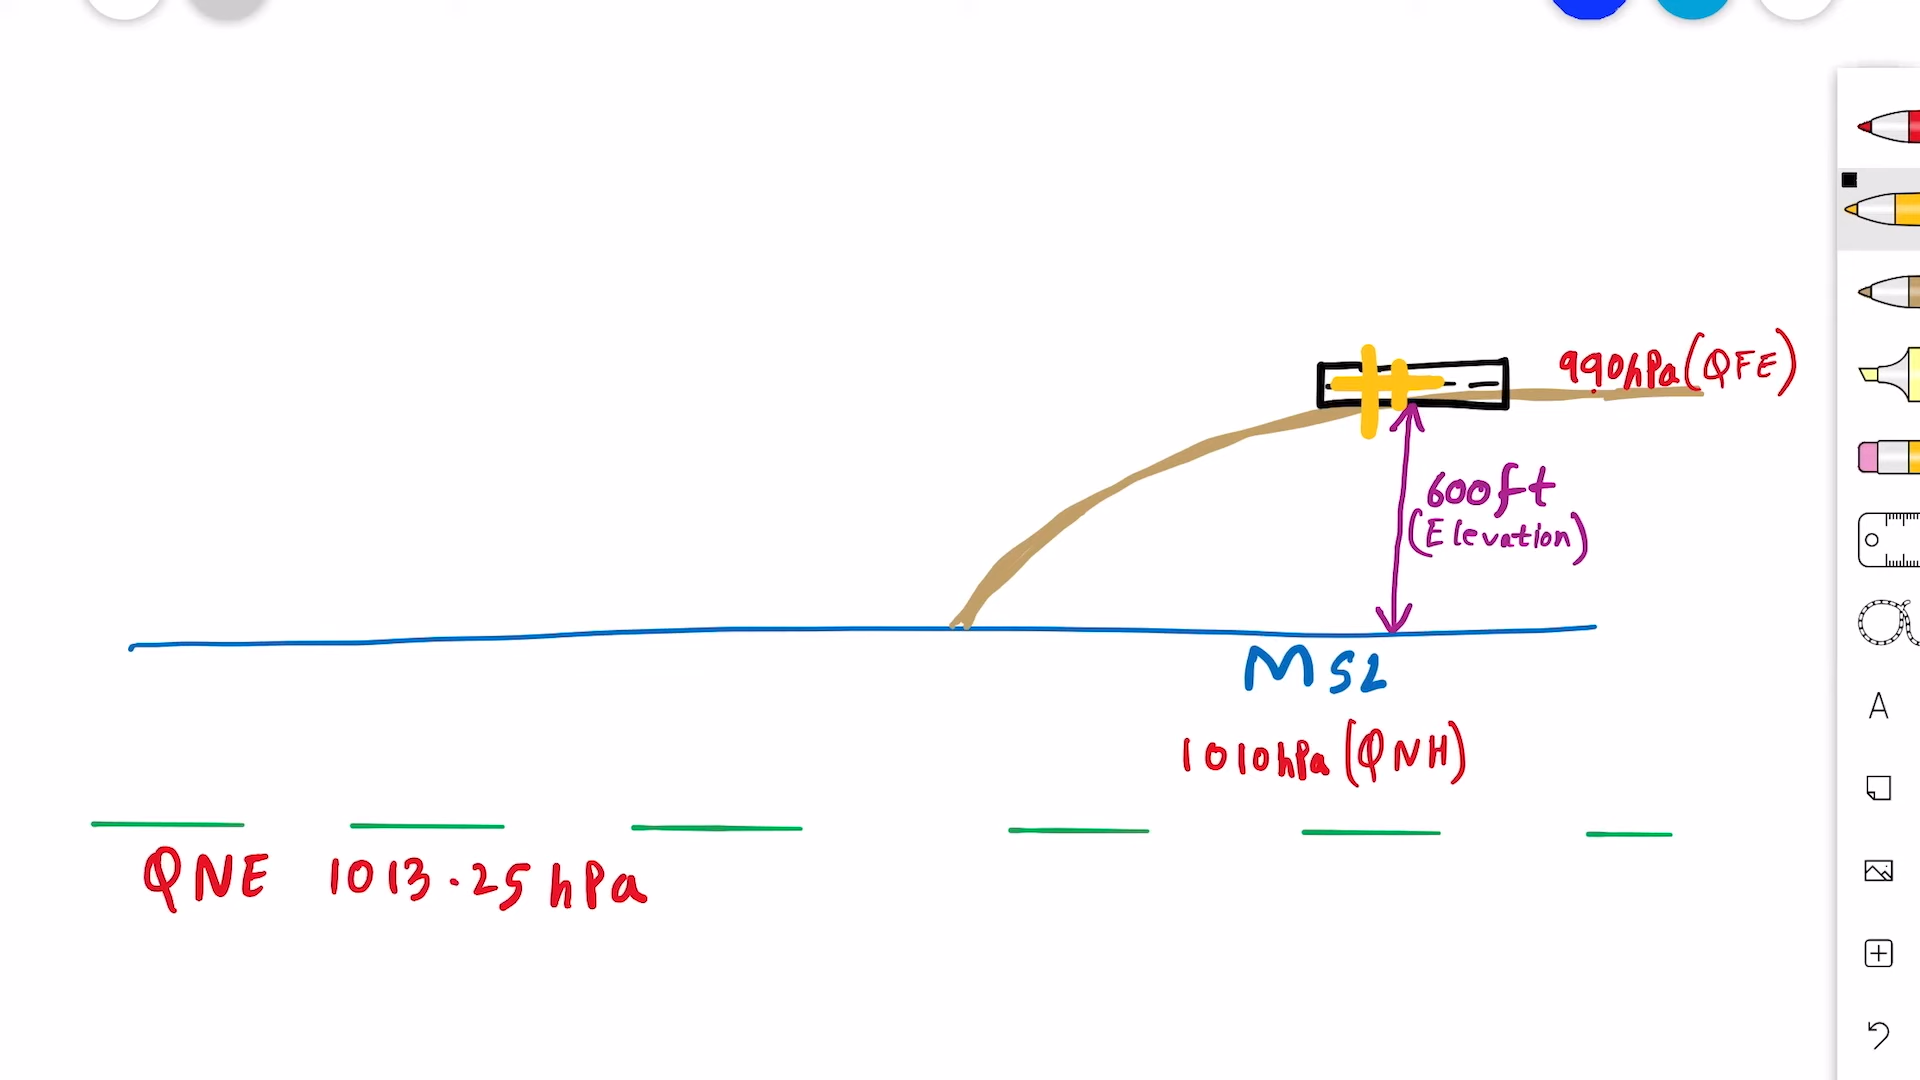 990hPa (QFE)
600ft
(Elevation)
MSL
1010hPa (QNH)
QNE 1013.25 hPa
A